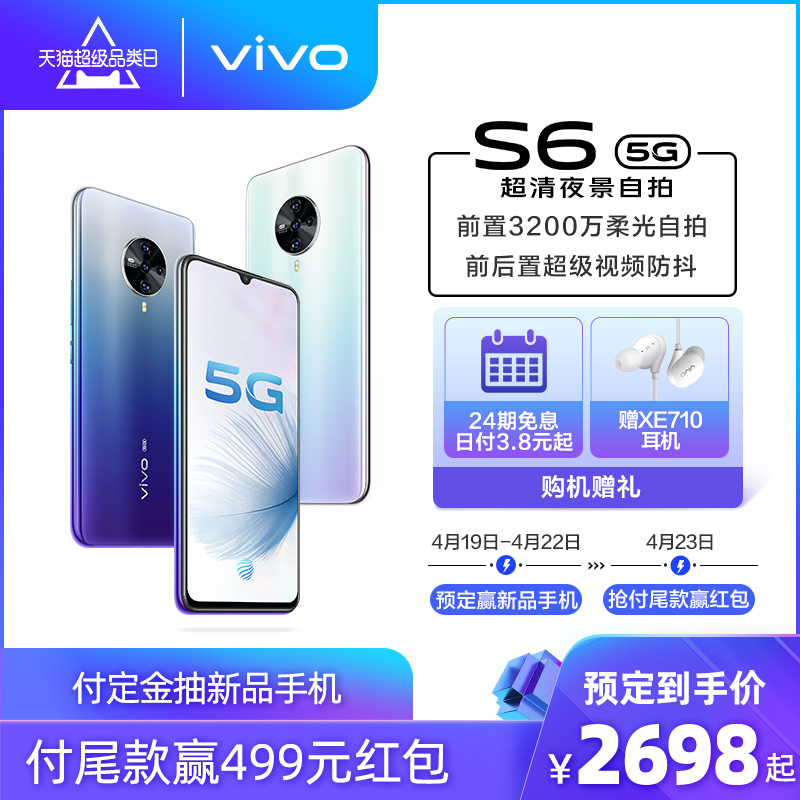 天猫超级品类日
vivo
S6 5G
超清夜景自拍
前置3200万柔光自拍
前后置超级视频防抖
5G
vivo 5G
24期免息
日付3.8元起
赠XE710
耳机
vivo
R
购机赠礼
4月19日-4月22日
4月23日
预定赢新品手机
抢付尾款赢红包
付定金抽新品手机
付尾款赢499元红包
预定到手价
¥2698起